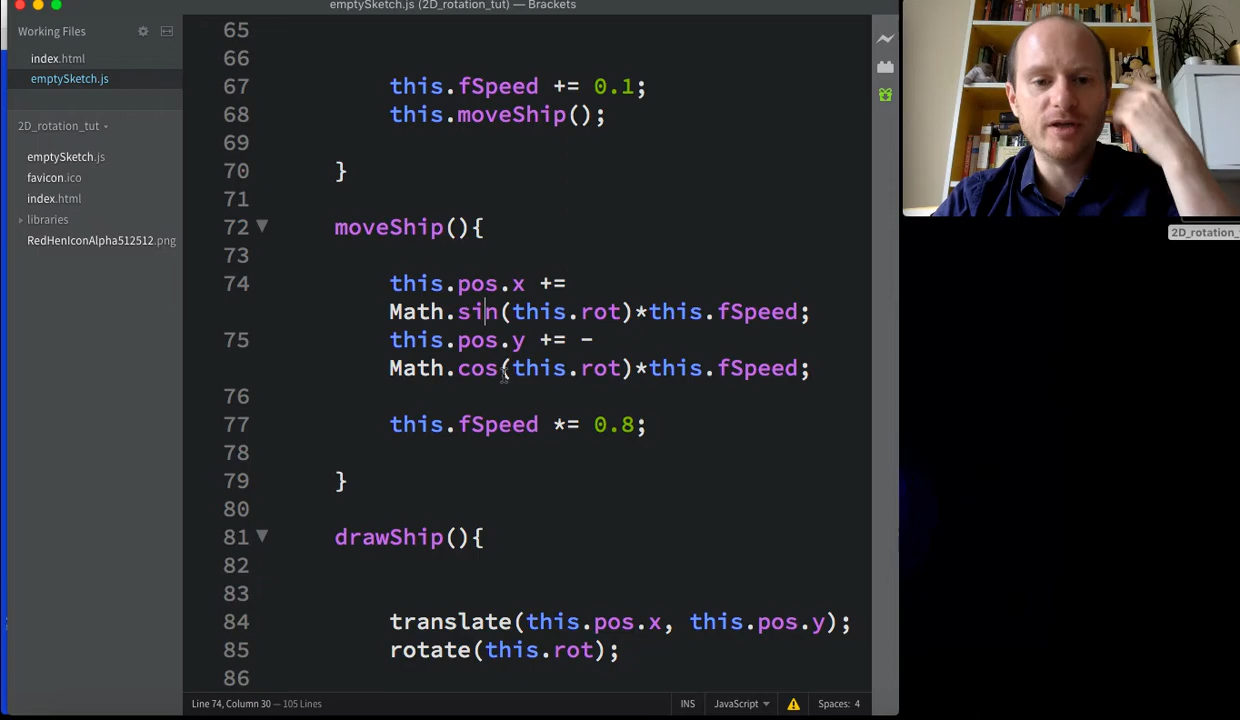 emptySketch.js (2D_rotation_tut) — Brackets
Working Files
index.html
emptySketch.js
2D_rotation_tut
emptySketch.js
favicon.ico
index.html
libraries
RedHenIconAlpha512512.png
65
66
67 this.fSpeed += 0.1;
68 this.moveShip();
69
70 }
71
72 moveShip(){
73
74 this.pos.x +=
Math.sin(this.rot)*this.fSpeed;
75 this.pos.y += -
Math.cos(this.rot)*this.fSpeed;
76
77 this.fSpeed *= 0.8;
78
79 }
80
81 drawShip(){
82
83
84 translate(this.pos.x, this.pos.y);
85 rotate(this.rot);
86
Line 74, Column 30 — 105 Lines
INS
JavaScript
Spaces: 4